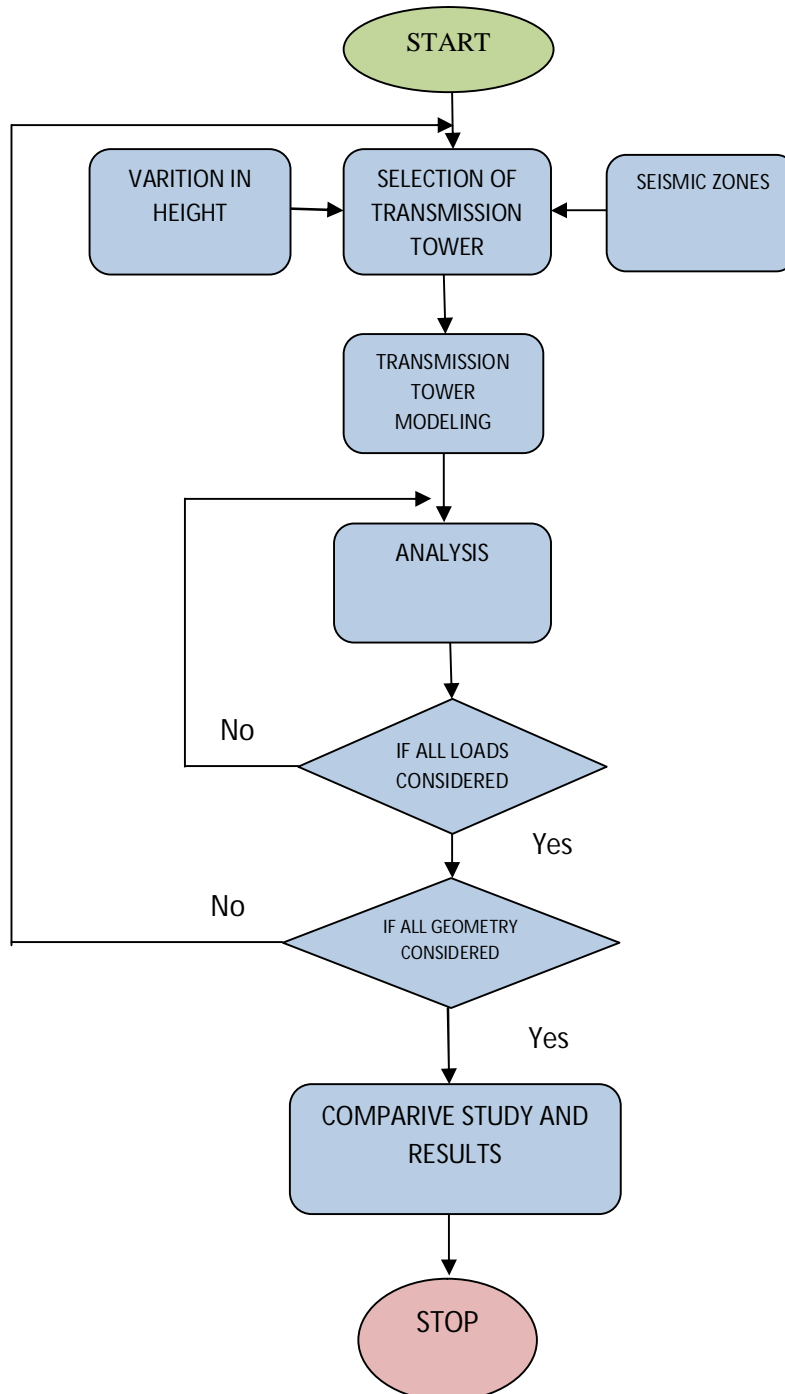 START
VARITION IN
HEIGHT
SELECTION OF
TRANSMISSION
TOWER
SEISMIC ZONES
TRANSMISSION
TOWER
MODELING
ANALYSIS
No
IF ALL LOADS
CONSIDERED
Yes
No
IF ALL GEOMETRY
CONSIDERED
Yes
COMPARIVE STUDY AND
RESULTS
STOP